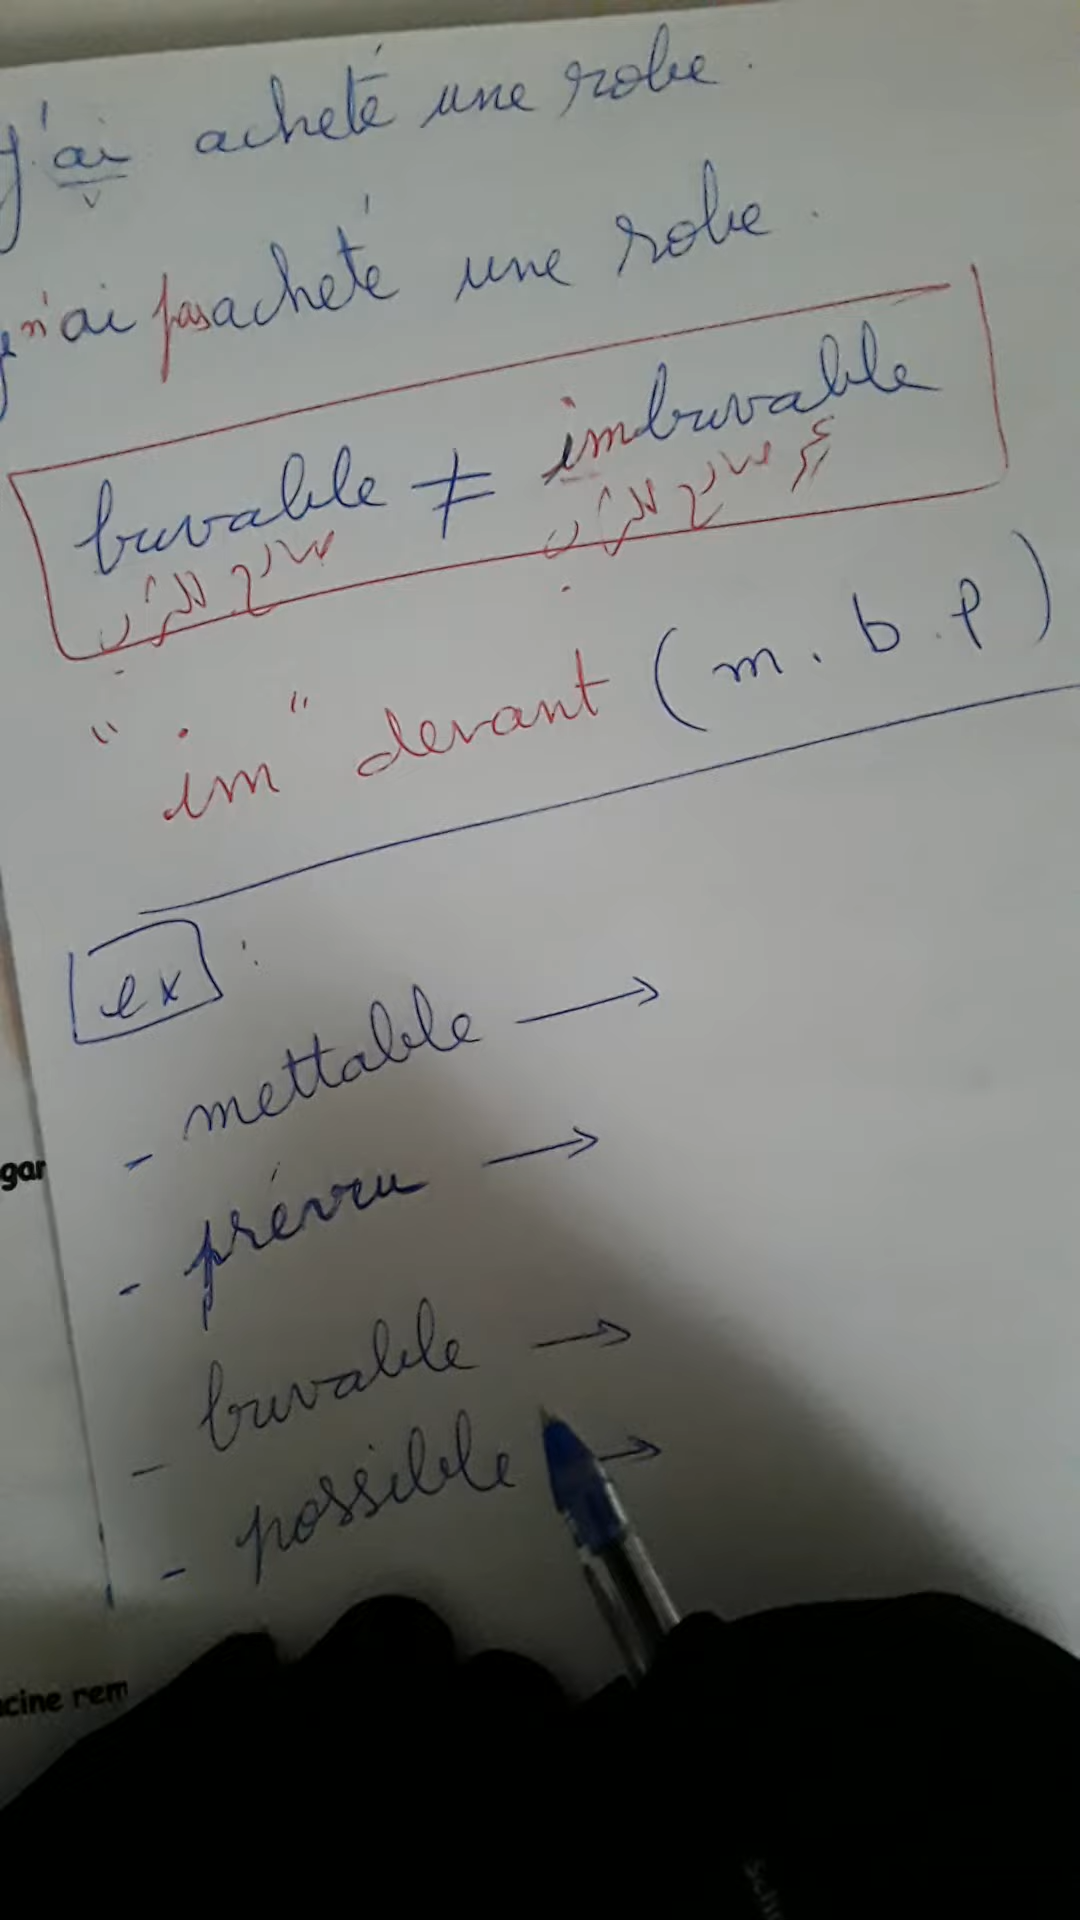 j'ai acheté une robe.
v
n'ai pas acheté une robe.
buvable ≠ imbuvable
"im" devant (m. b. p)
ex :
- mettable →
- prévu →
- buvable →
- possible →
gar
cine rem